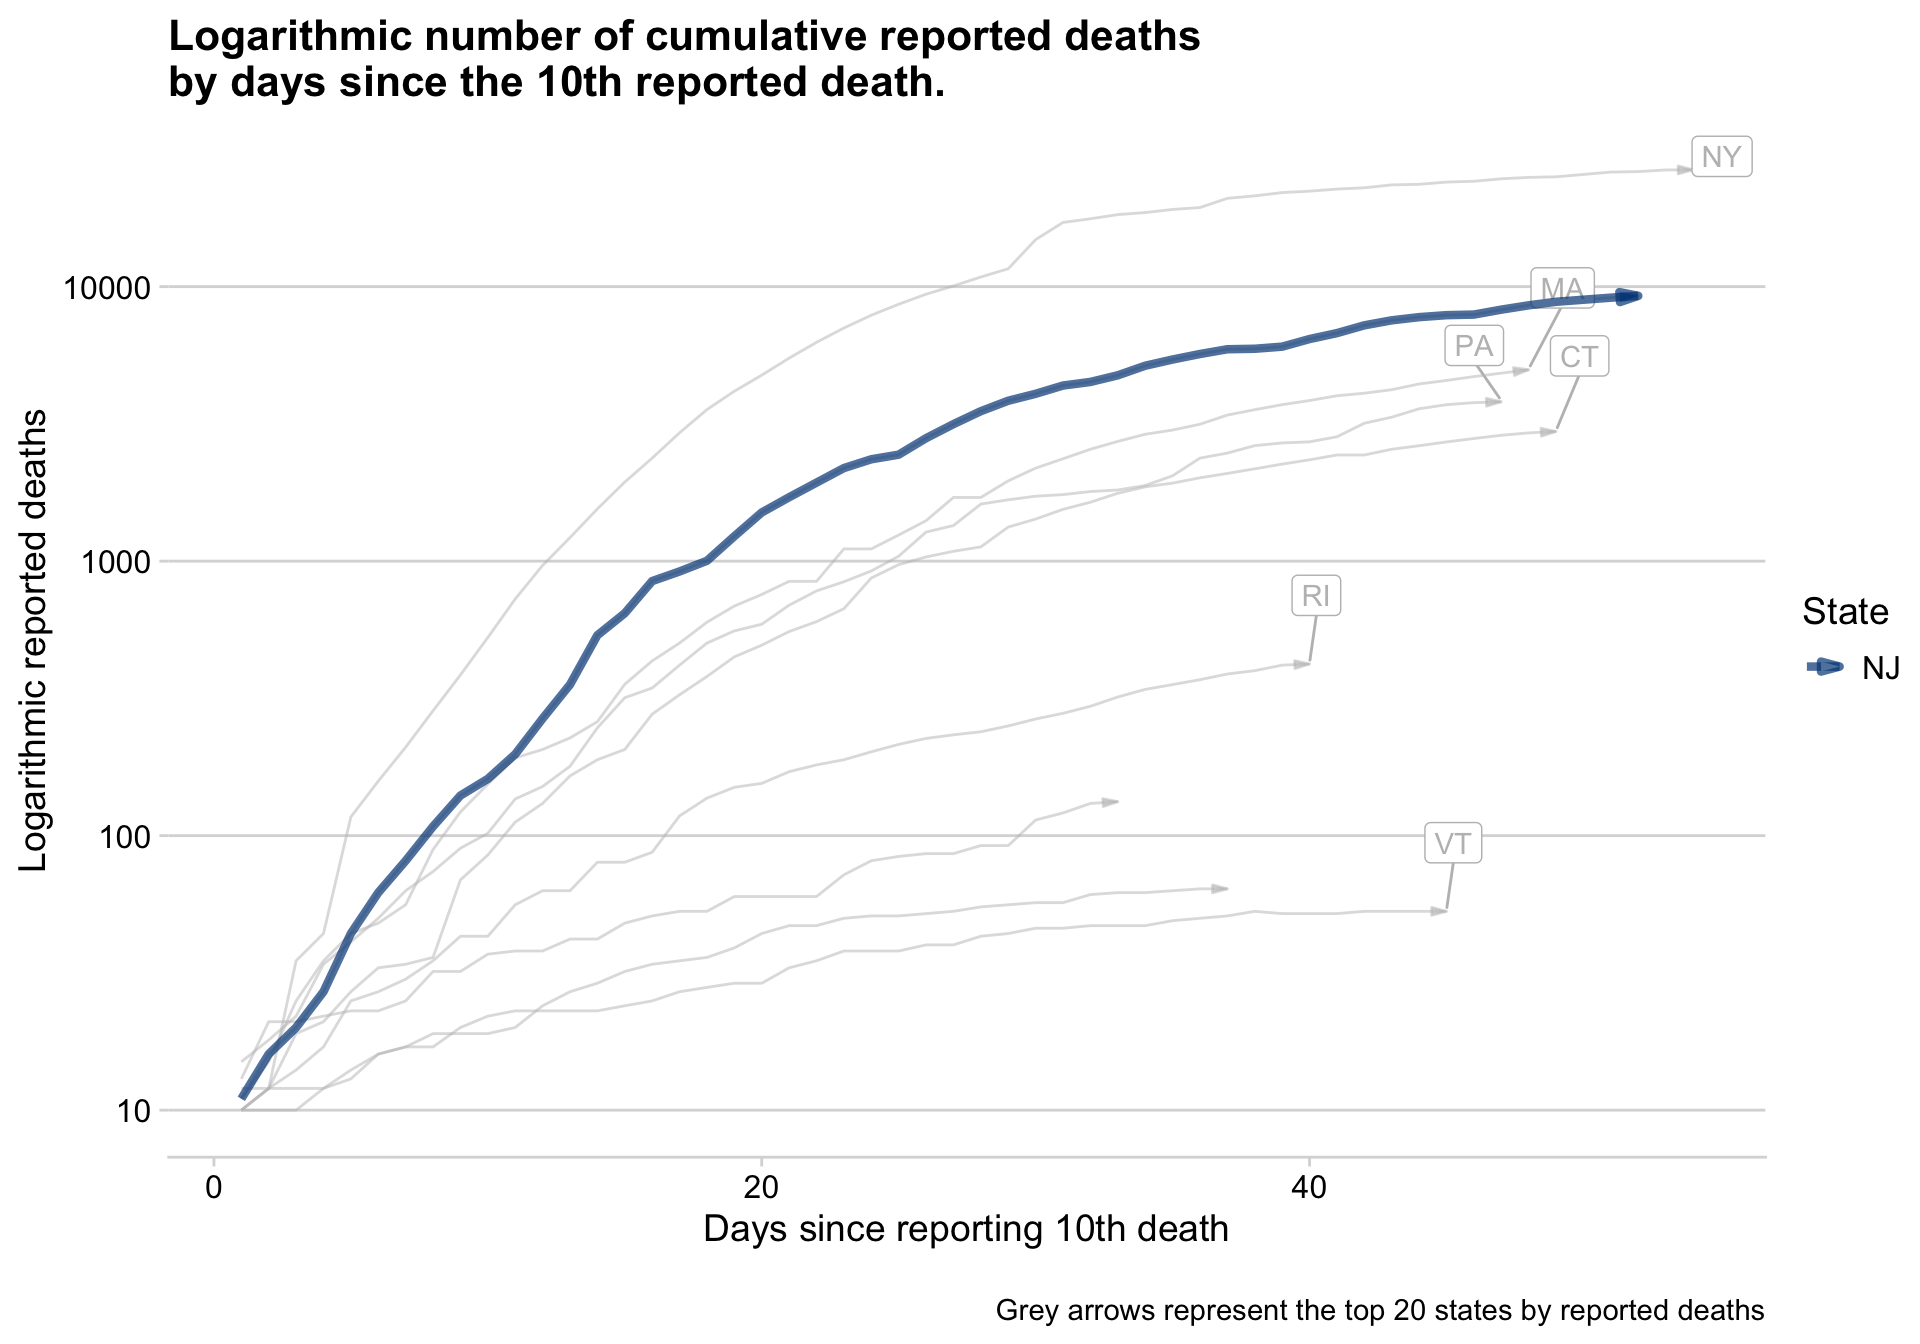 Logarithmic number of cumulative reported deaths
by days since the 10th reported death.
NY
10000
MA
PA
CT
1000
RI
State
NJ
100
VT
10
Logarithmic reported deaths
0 20 40
Days since reporting 10th death
Grey arrows represent the top 20 states by reported deaths